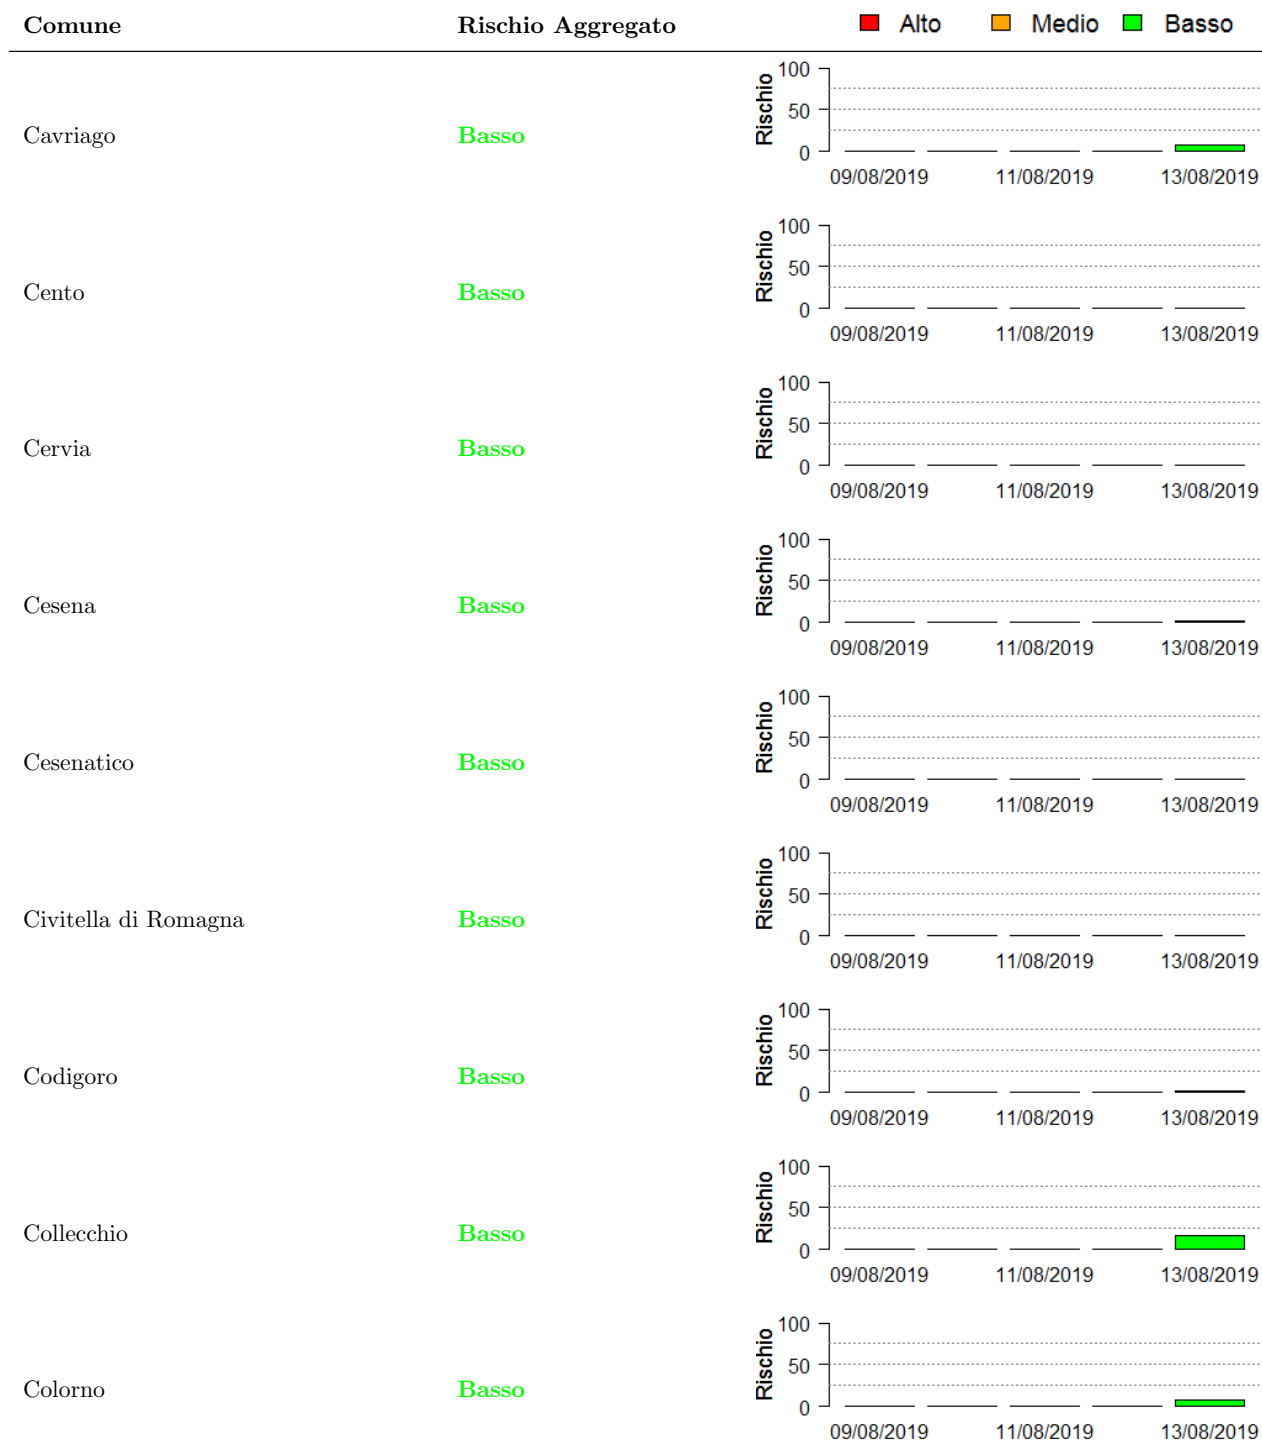 Comune Rischio Aggregato Alto Medio Basso
Cavriago Basso
Rischio
100
50
0
09/08/2019 11/08/2019 13/08/2019
Cento Basso
Rischio
100
50
0
09/08/2019 11/08/2019 13/08/2019
Cervia Basso
Rischio
100
50
0
09/08/2019 11/08/2019 13/08/2019
Cesena Basso
Rischio
100
50
0
09/08/2019 11/08/2019 13/08/2019
Cesenatico Basso
Rischio
100
50
0
09/08/2019 11/08/2019 13/08/2019
Civitella di Romagna Basso
Rischio
100
50
0
09/08/2019 11/08/2019 13/08/2019
Codigoro Basso
Rischio
100
50
0
09/08/2019 11/08/2019 13/08/2019
Collecchio Basso
Rischio
100
50
0
09/08/2019 11/08/2019 13/08/2019
Colorno Basso
Rischio
100
50
0
09/08/2019 11/08/2019 13/08/2019